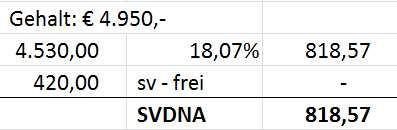 Gehalt: € 4.950,-
4.530,00 18,07% 818,57
420,00 sv - frei -
SVDNA 818,57